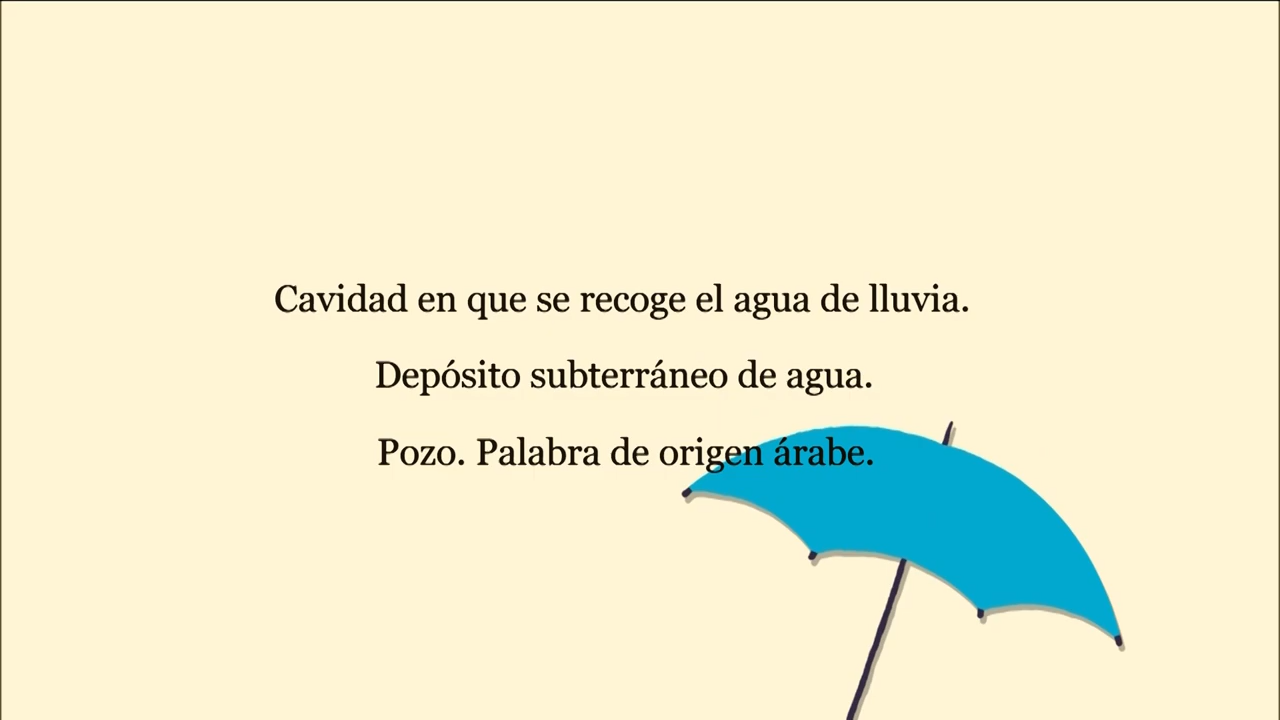 Cavidad en que se recoge el agua de lluvia.
Depósito subterráneo de agua.
Pozo. Palabra de origen árabe.